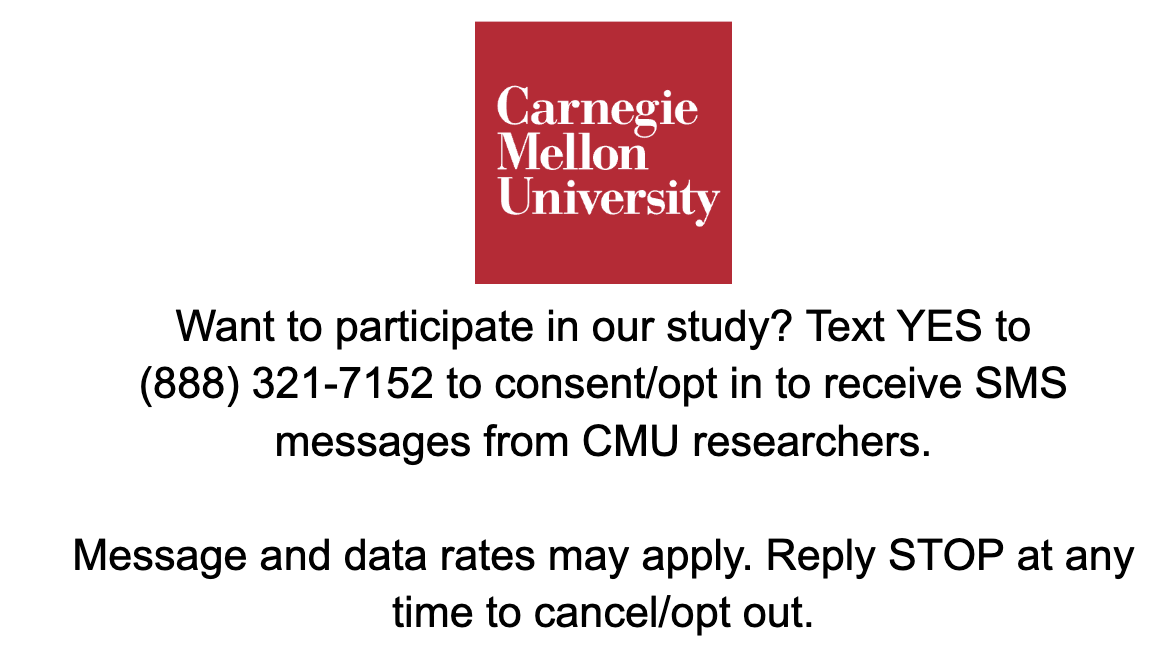 Carnegie
Mellon
University
Want to participate in our study? Text YES to
(888) 321-7152 to consent/opt in to receive SMS
messages from CMU researchers.
Message and data rates may apply. Reply STOP at any
time to cancel/opt out.